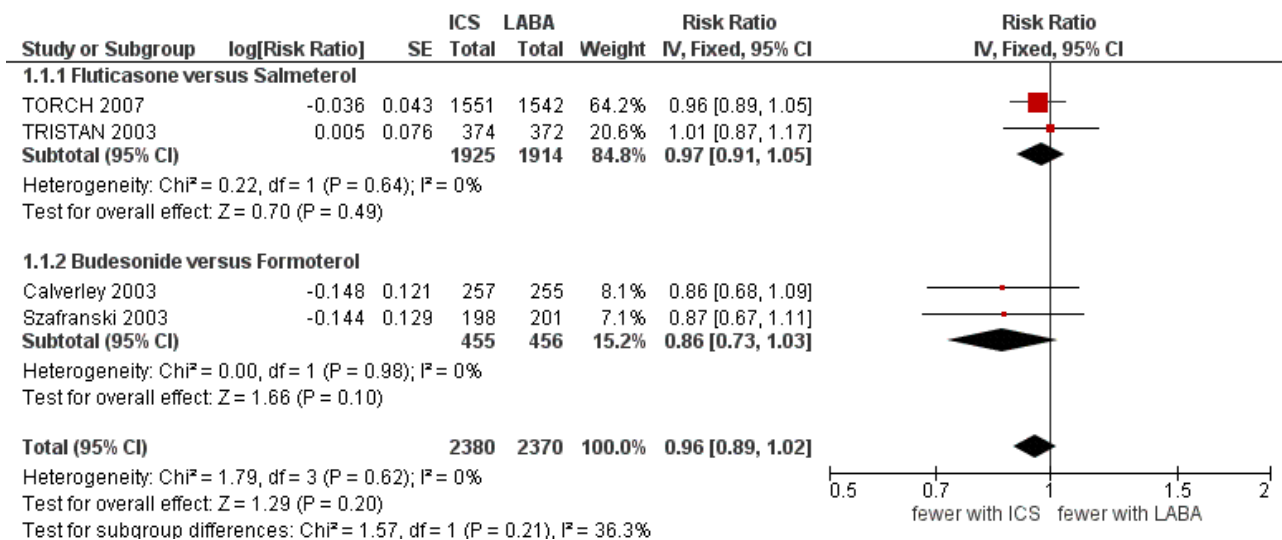 ICS LABA Risk Ratio Risk Ratio
Study or Subgroup log[Risk Ratio] SE Total Total Weight IV, Fixed, 95% CI IV, Fixed, 95% CI
1.1.1 Fluticasone versus Salmeterol
TORCH 2007 -0.036 0.043 1551 1542 64.2% 0.96 [0.89, 1.05]
TRISTAN 2003 0.005 0.076 374 372 20.6% 1.01 [0.87, 1.17]
Subtotal (95% CI) 1925 1914 84.8% 0.97 [0.91, 1.05]
Heterogeneity: Chi² = 0.22, df = 1 (P = 0.64); I² = 0%
Test for overall effect: Z = 0.70 (P = 0.49)
1.1.2 Budesonide versus Formoterol
Calverley 2003 -0.148 0.121 257 255 8.1% 0.86 [0.68, 1.09]
Szafranski 2003 -0.144 0.129 198 201 7.1% 0.87 [0.67, 1.11]
Subtotal (95% CI) 455 456 15.2% 0.86 [0.73, 1.03]
Heterogeneity: Chi² = 0.00, df = 1 (P = 0.98); I² = 0%
Test for overall effect: Z = 1.66 (P = 0.10)
Total (95% CI) 2380 2370 100.0% 0.96 [0.89, 1.02]
Heterogeneity: Chi² = 1.79, df = 3 (P = 0.62); I² = 0%
Test for overall effect: Z = 1.29 (P = 0.20)
Test for subgroup differences: Chi² = 1.57, df = 1 (P = 0.21), I² = 36.3%
0.5 0.7 1 1.5 2
fewer with ICS fewer with LABA